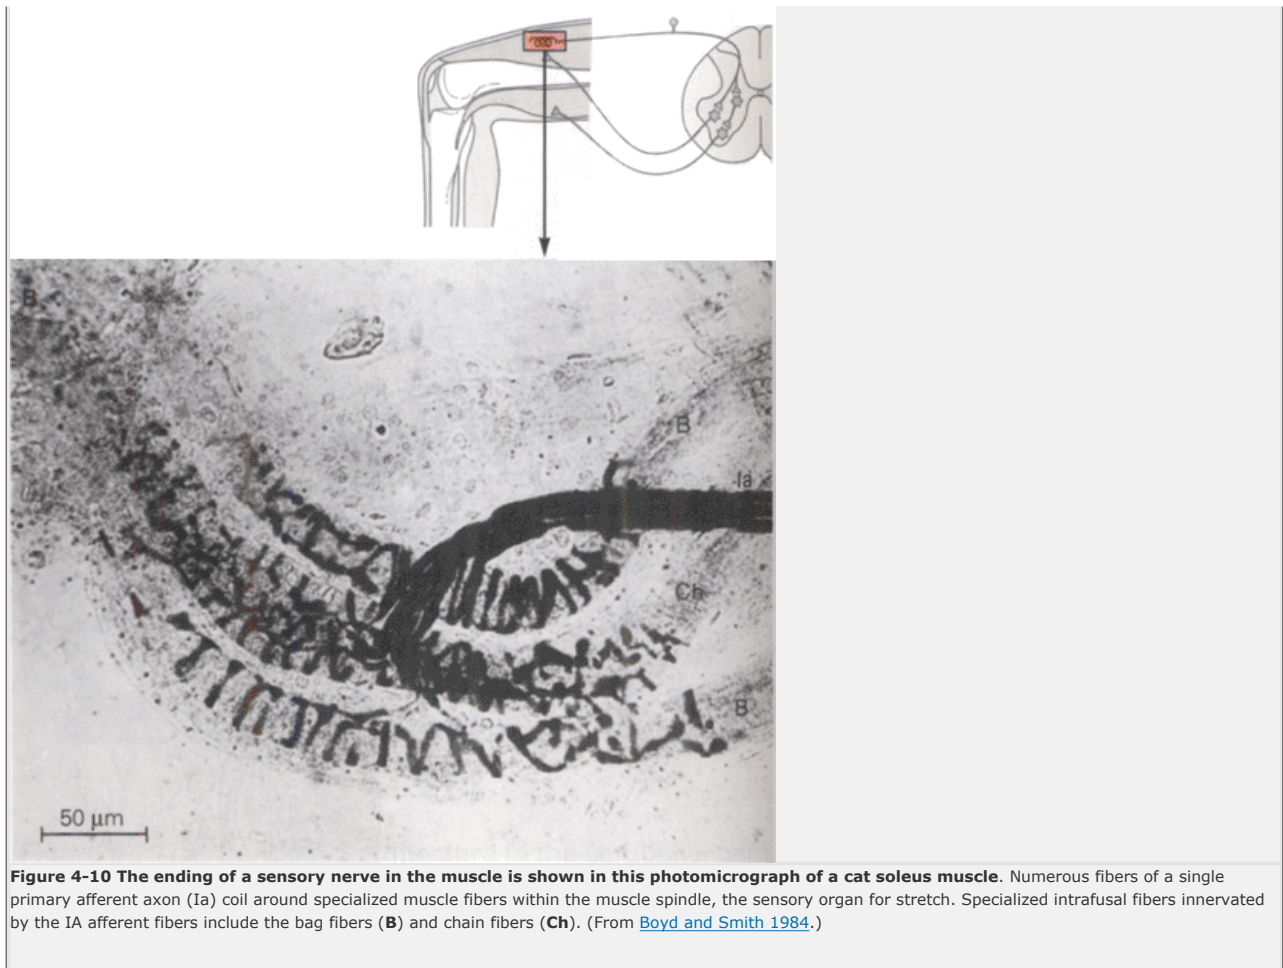 B
B
Ia
Ch
B
50 µm
Figure 4-10 The ending of a sensory nerve in the muscle is shown in this photomicrograph of a cat soleus muscle. Numerous fibers of a single
primary afferent axon (Ia) coil around specialized muscle fibers within the muscle spindle, the sensory organ for stretch. Specialized intrafusal fibers innervated
by the IA afferent fibers include the bag fibers (B) and chain fibers (Ch). (From Boyd and Smith 1984.)